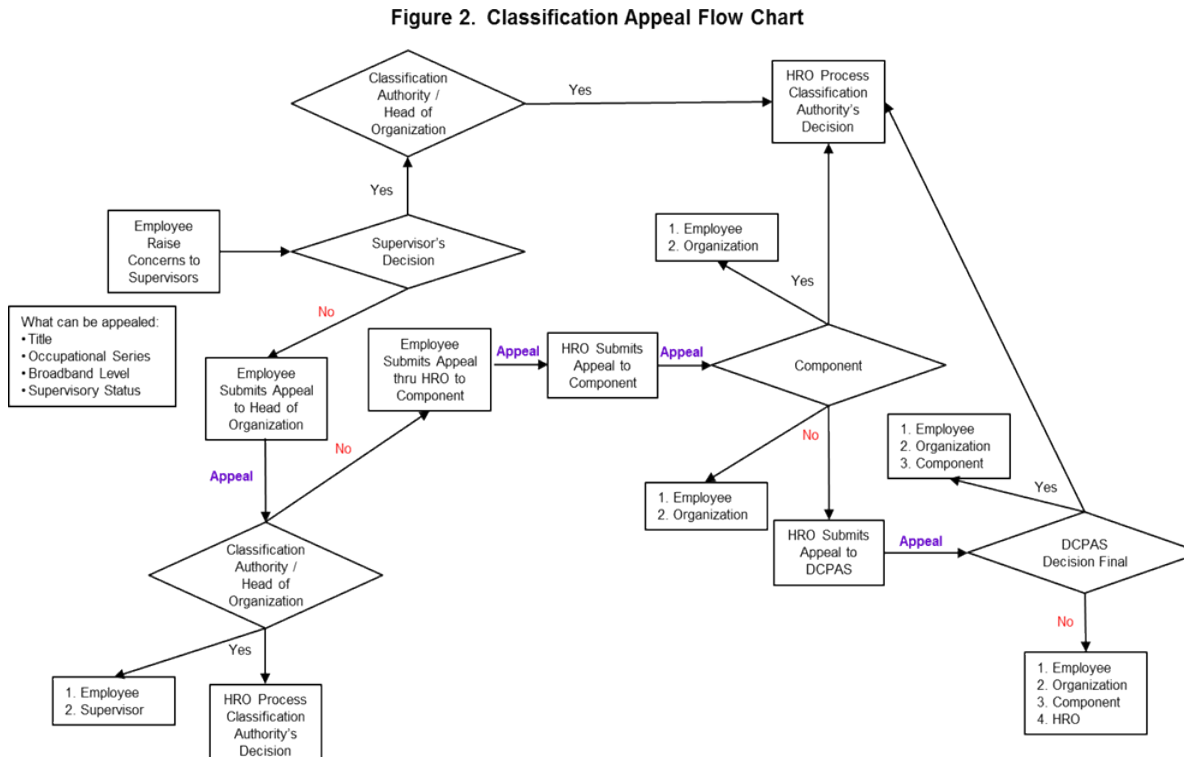 Figure 2.  Classification Appeal Flow Chart
Classification
Authority /
Head of
Organization
Yes
HRO Process
Classification
Authority's
Decision
Yes
Employee
Raise
Concerns to
Supervisors
Supervisor's
Decision
1. Employee
2. Organization
Yes
No
What can be appealed:
• Title
• Occupational Series
• Broadband Level
• Supervisory Status
Employee
Submits Appeal
to Head of
Organization
Employee
Submits Appeal
thru HRO to
Component
Appeal
HRO Submits
Appeal to
Component
Appeal
Component
No
Appeal
No
1. Employee
2. Organization
3. Component
Yes
1. Employee
2. Organization
Classification
Authority /
Head of
Organization
HRO Submits
Appeal to
DCPAS
Appeal
DCPAS
Decision Final
No
Yes
1. Employee
2. Supervisor
HRO Process
Classification
Authority's
Decision
1. Employee
2. Organization
3. Component
4. HRO